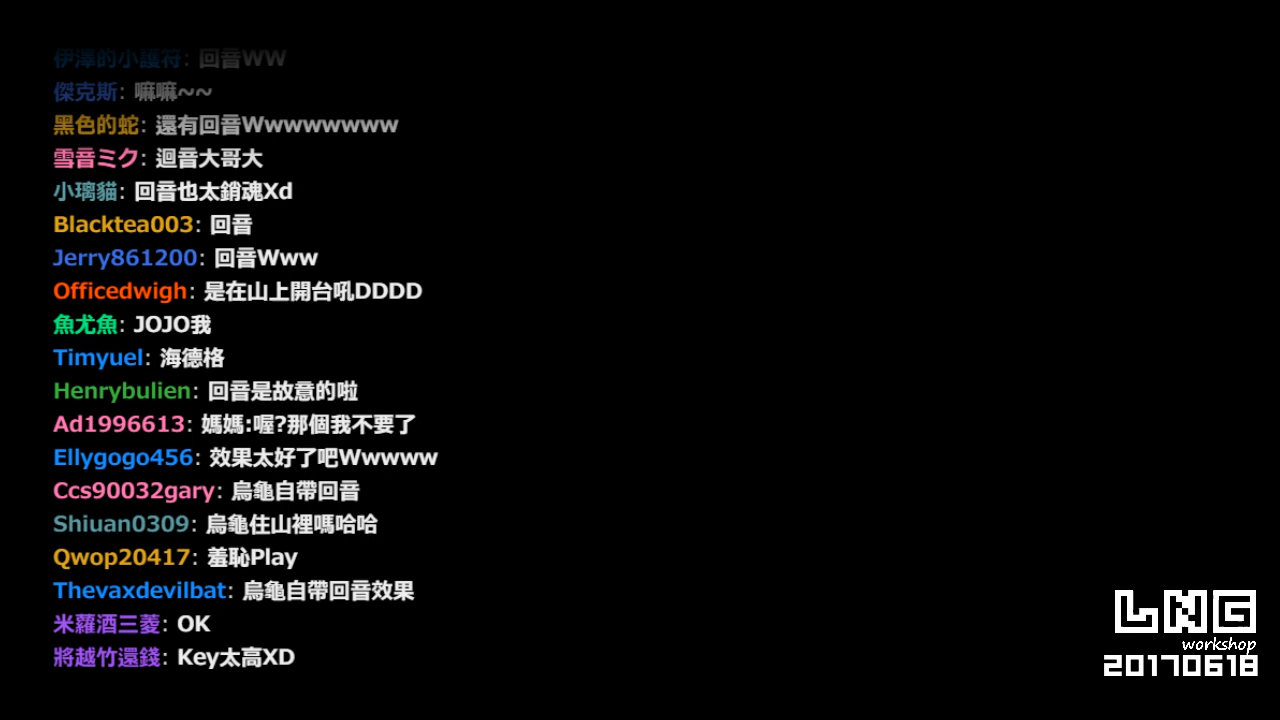 伊澤的小護符: 回音WW
傑克斯: 嘛嘛~~
黑色的蛇: 還有回音Wwwwwwww
雪音ミク: 迴音大哥大
小璃貓: 回音也太銷魂Xd
Blacktea003: 回音
Jerry861200: 回音Www
Officedwigh: 是在山上開台吼DDDD
魚尤魚: JOJO我
Timyuel: 海德格
Henrybulien: 回音是故意的啦
Ad1996613: 媽媽:喔?那個我不要了
Ellygogo456: 效果太好了吧Wwwww
Ccs90032gary: 烏龜自帶回音
Shiuan0309: 烏龜住山裡嗎哈哈
Qwop20417: 羞恥Play
Thevaxdevilbat: 烏龜自帶回音效果
米蘿酒三菱: OK
將越竹還錢: Key太高XD
LNG
workshop
20170618